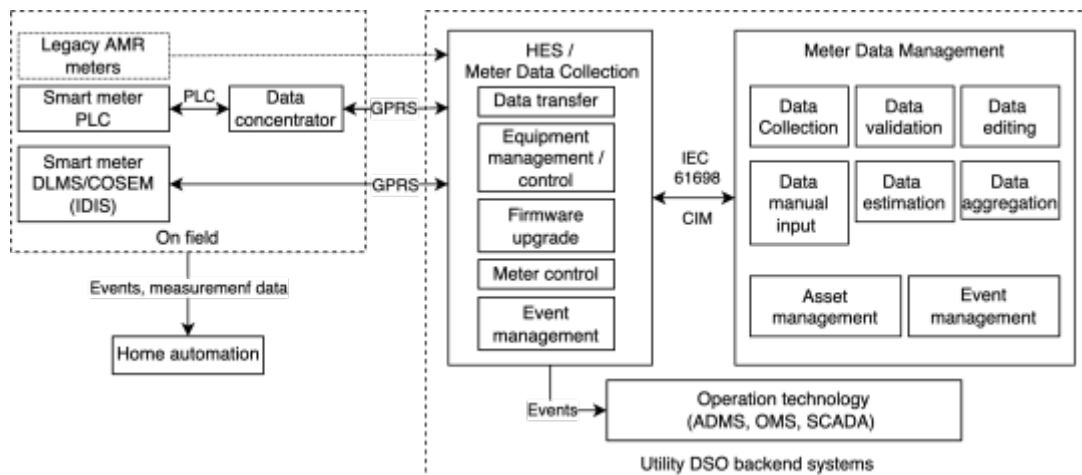 Legacy AMR
meters
Smart meter
PLC
PLC
Data
concentrator
GPRS
Smart meter
DLMS/COSEM
(IDIS)
GPRS
On field
Events, measuremenf data
Home automation
HES /
Meter Data Collection
Data transfer
Equipment
management /
control
Firmware
upgrade
Meter control
Event
management
IEC
61698
CIM
Meter Data Management
Data
Collection
Data
validation
Data
editing
Data
manual
input
Data
estimation
Data
aggregation
Asset
management
Event
management
Events
Operation technology
(ADMS, OMS, SCADA)
Utility DSO backend systems